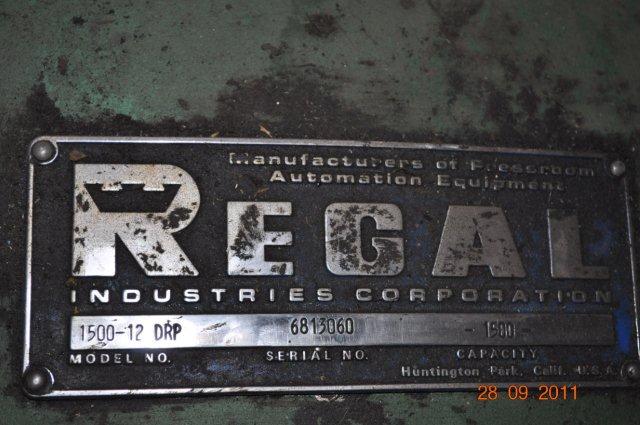 Manufacturers of Pressroom
Automation Equipment
REGAL
INDUSTRIES CORPORATION
1500-12 DRP 6813060 - 1500 -
MODEL NO. SERIAL NO. CAPACITY
Huntington Park, Calif. U.S.A.
28 09 2011